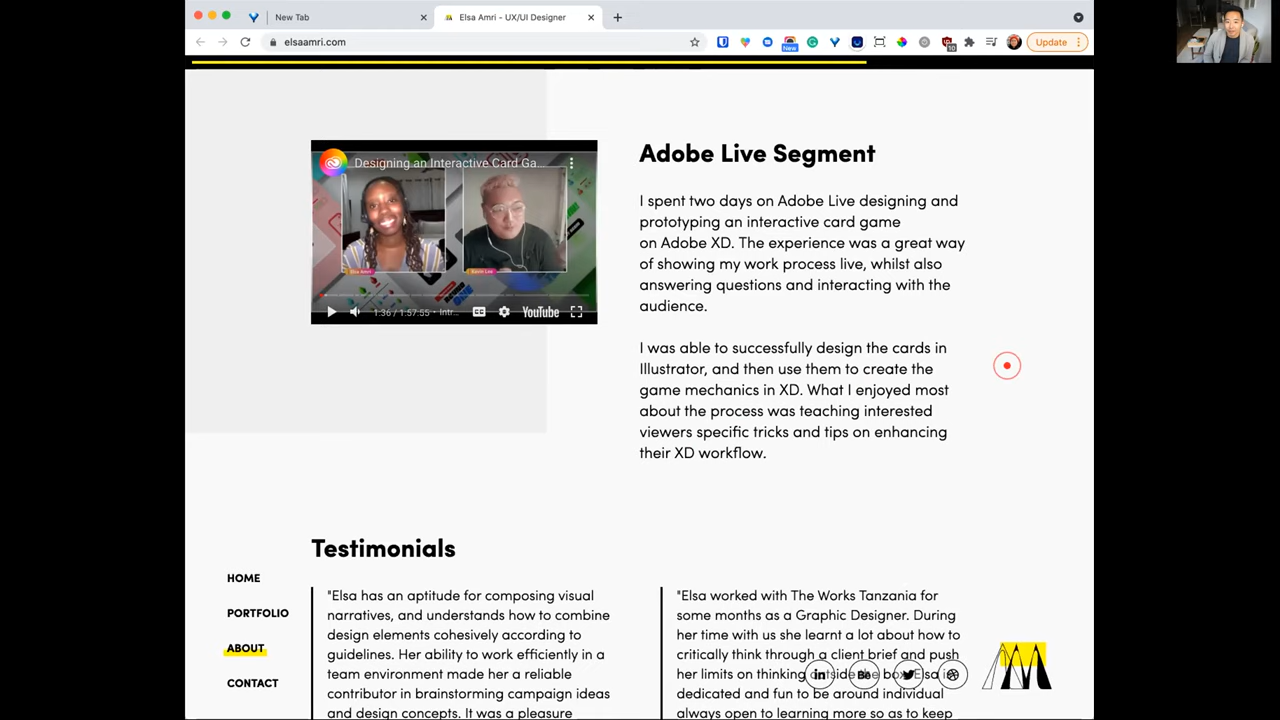 New Tab
Elsa Amri - UX/UI Designer
elsaamri.com
New
10
Update
Designing an Interactive Card Ga...
Elsa Amri
Kevin Lee
1:36 / 1:57:55 • Intr...
YouTube
Adobe Live Segment
I spent two days on Adobe Live designing and
prototyping an interactive card game
on Adobe XD. The experience was a great way
of showing my work process live, whilst also
answering questions and interacting with the
audience.
I was able to successfully design the cards in
Illustrator, and then use them to create the
game mechanics in XD. What I enjoyed most
about the process was teaching interested
viewers specific tricks and tips on enhancing
their XD workflow.
Testimonials
HOME
PORTFOLIO
ABOUT
CONTACT
"Elsa has an aptitude for composing visual
narratives, and understands how to combine
design elements cohesively according to
guidelines. Her ability to work efficiently in a
team environment made her a reliable
contributor in brainstorming campaign ideas
and design concepts. It was a pleasure
"Elsa worked with The Works Tanzania for
some months as a Graphic Designer. During
her time with us she learnt a lot about how to
critically think through a client brief and push
her limits on thinking outside the box. Elsa is
dedicated and fun to be around individual
always open to learning more so as to keep
in
Bē